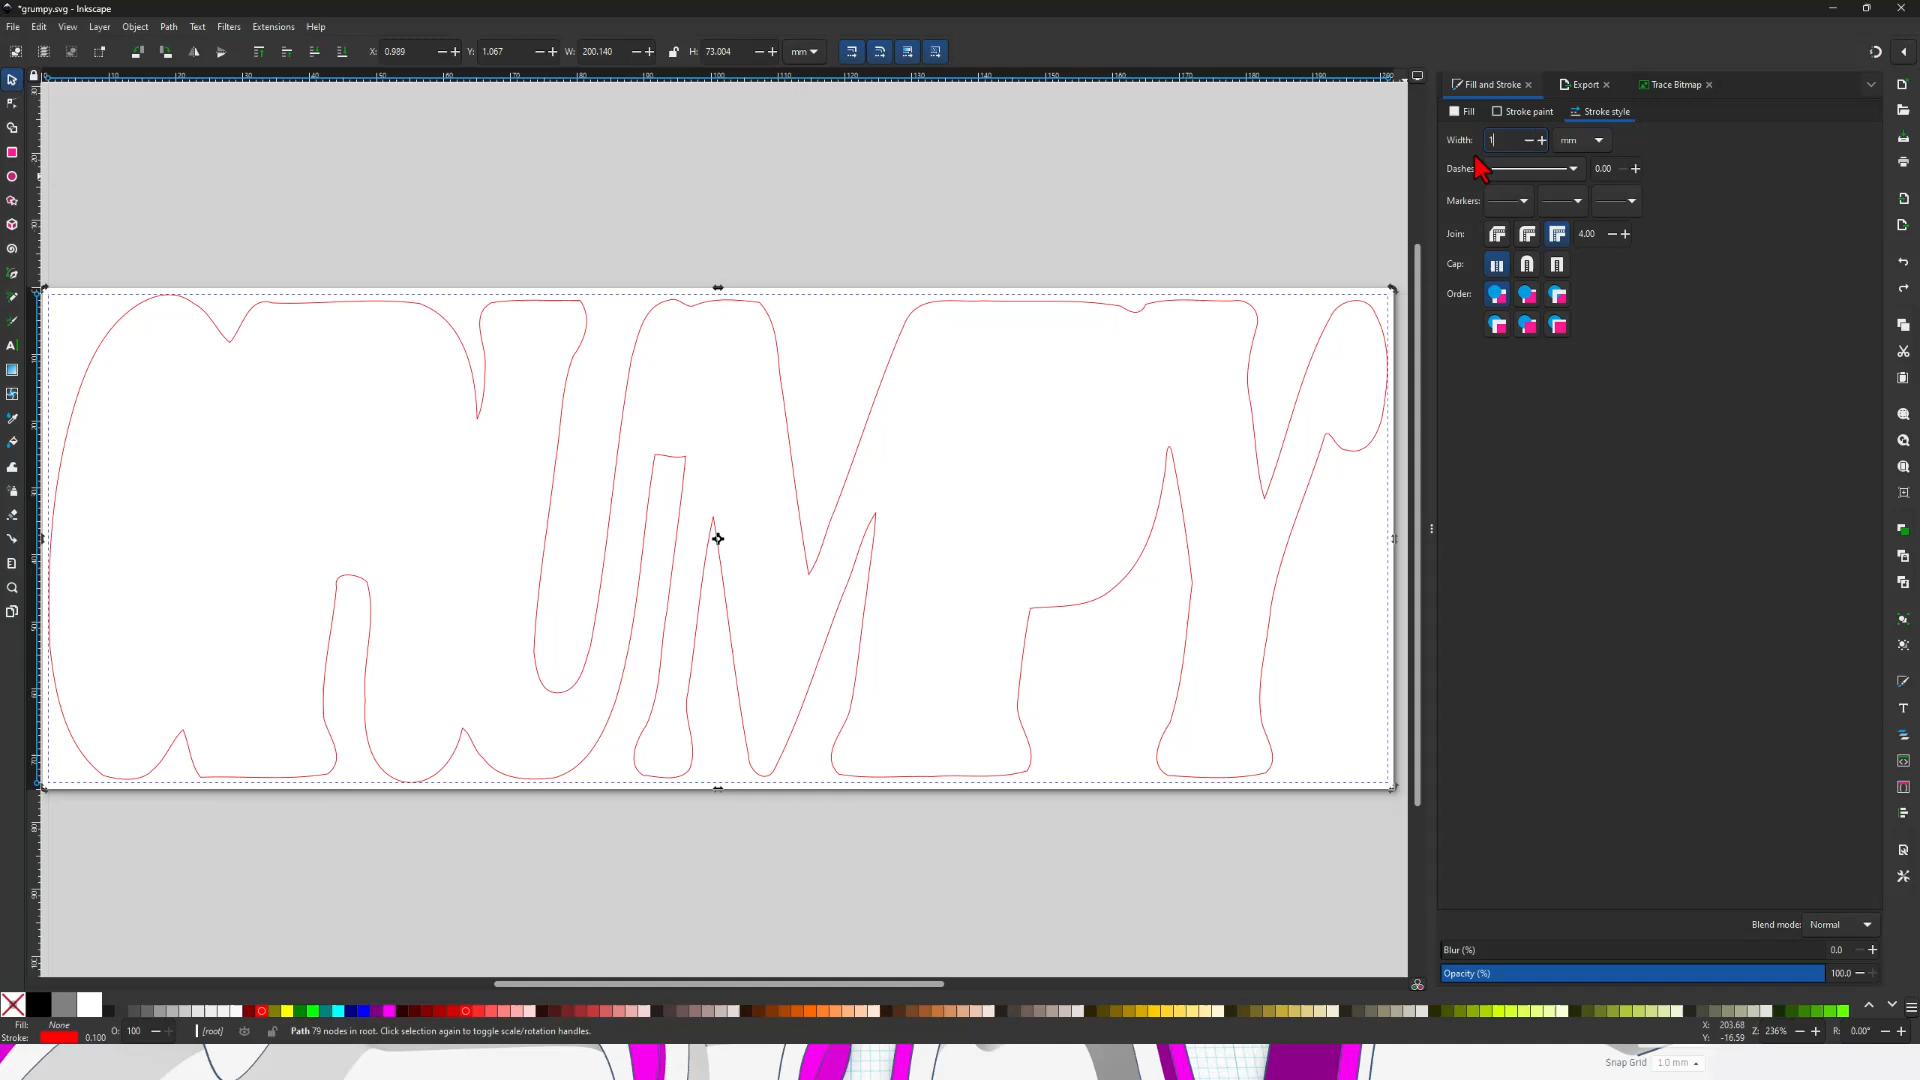 *grumpy.svg - Inkscape
File Edit View Layer Object Path Text Filters Extensions Help
X: 0.989 Y: 1.067 W: 200.140 H: 73.004 mm
Fill and Stroke Export Trace Bitmap
Fill Stroke paint Stroke style
Width: 1 mm
Dashes 0.00
Markers:
Join: 4.00
Cap:
Order:
Blend mode: Normal
Blur (%) 0.0
Opacity (%) 100.0
Fill: None O: 100 [root] Path 79 nodes in root. Click selection again to toggle scale/rotation handles. X: 203.68 Z: 236% R: 0.00°
Stroke: 0.100 Y: -16.59
Snap Grid 1.0 mm